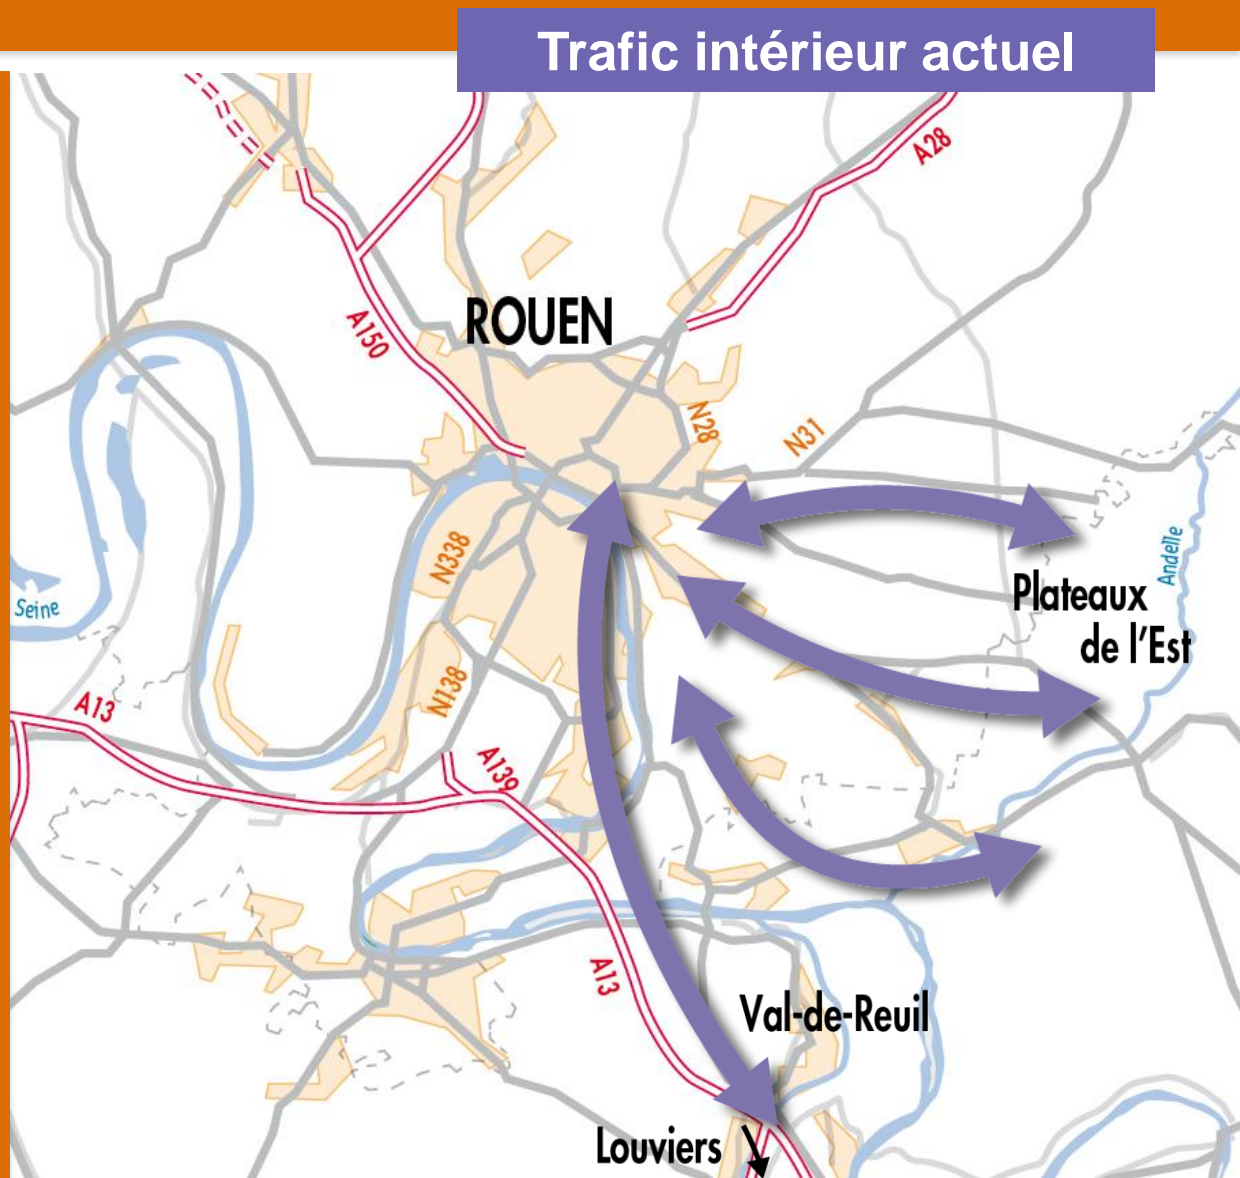 Trafic intérieur actuel
A28
ROUEN
A150
N28
N31
N338
Andelle
Seine
Plateaux
de l'Est
N138
A13
A139
A13
Val-de-Reuil
Louviers